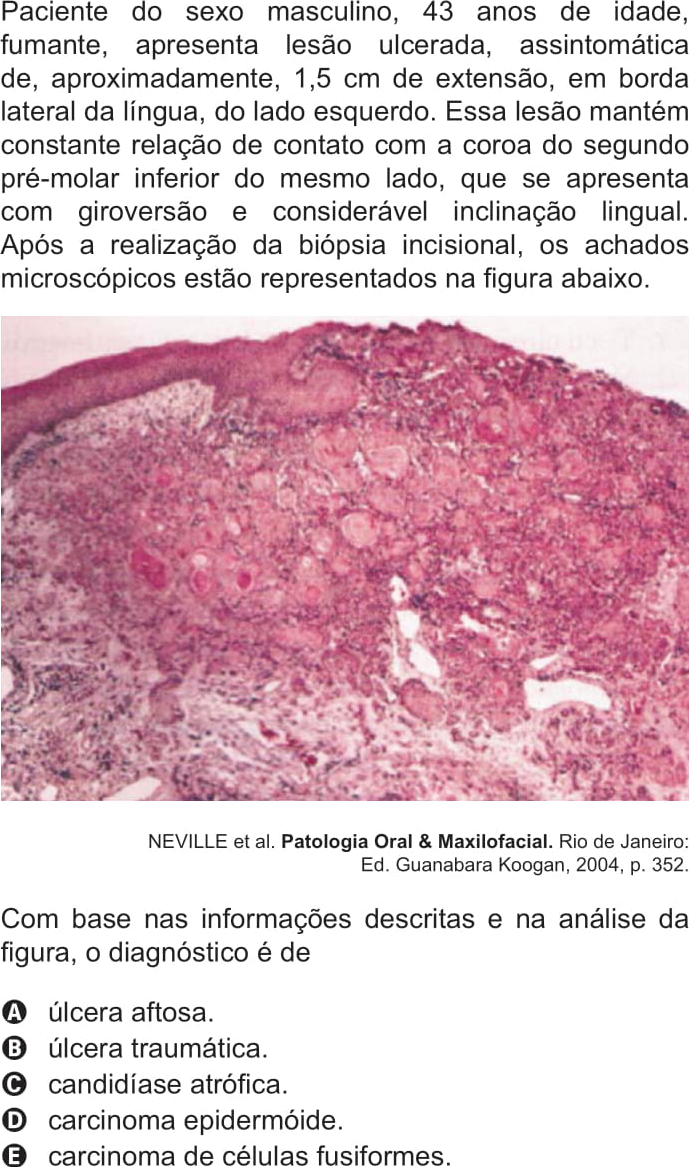 Paciente do sexo masculino, 43 anos de idade,
fumante, apresenta lesão ulcerada, assintomática
de, aproximadamente, 1,5 cm de extensão, em borda
lateral da língua, do lado esquerdo. Essa lesão mantém
constante relação de contato com a coroa do segundo
pré-molar inferior do mesmo lado, que se apresenta
com giroversão e considerável inclinação lingual.
Após a realização da biópsia incisional, os achados
microscópicos estão representados na figura abaixo.
NEVILLE et al. Patologia Oral & Maxilofacial. Rio de Janeiro:
Ed. Guanabara Koogan, 2004, p. 352.
Com base nas informações descritas e na análise da
figura, o diagnóstico é de
A úlcera aftosa.
B úlcera traumática.
C candidíase atrófica.
D carcinoma epidermóide.
E carcinoma de células fusiformes.